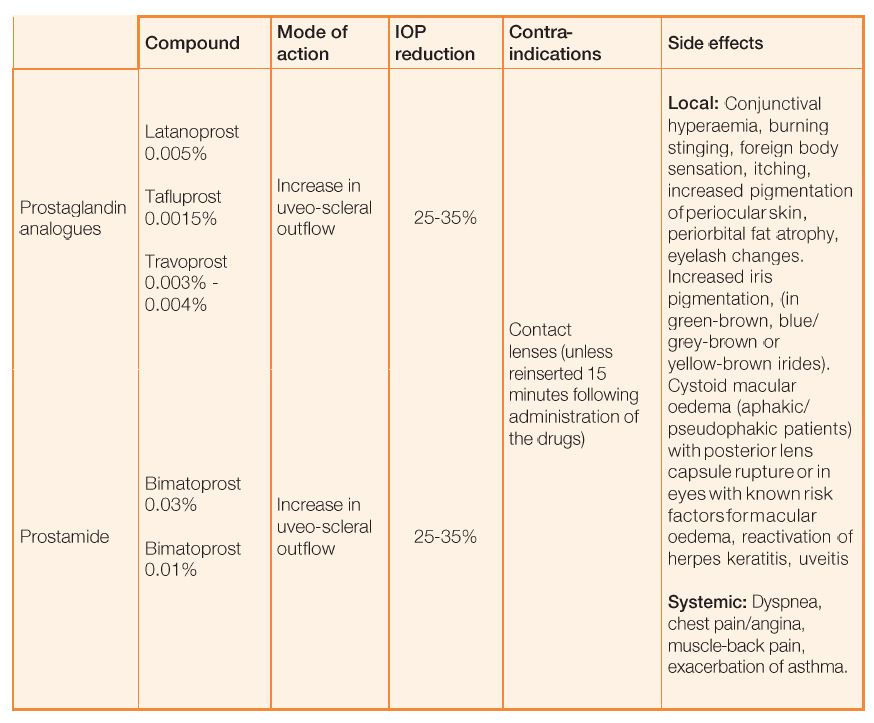 Compound
Mode of
action
IOP
reduction
Contra-
indications
Side effects
Prostaglandin
analogues
Latanoprost
0.005%
Tafluprost
0.0015%
Travoprost
0.003% -
0.004%
Increase in
uveo-scleral
outflow
25-35%
Prostamide
Bimatoprost
0.03%
Bimatoprost
0.01%
Increase in
uveo-scleral
outflow
25-35%
Contact
lenses (unless
reinserted 15
minutes following
administration of
the drugs)
Local: Conjunctival
hyperaemia, burning
stinging, foreign body
sensation, itching,
increased pigmentation
of periocular skin,
periorbital fat atrophy,
eyelash changes.
Increased iris
pigmentation, (in
green-brown, blue/
grey-brown or
yellow-brown irides).
Cystoid macular
oedema (aphakic/
pseudophakic patients)
with posterior lens
capsule rupture or in
eyes with known risk
factors for macular
oedema, reactivation of
herpes keratitis, uveitis
Systemic: Dyspnea,
chest pain/angina,
muscle-back pain,
exacerbation of asthma.